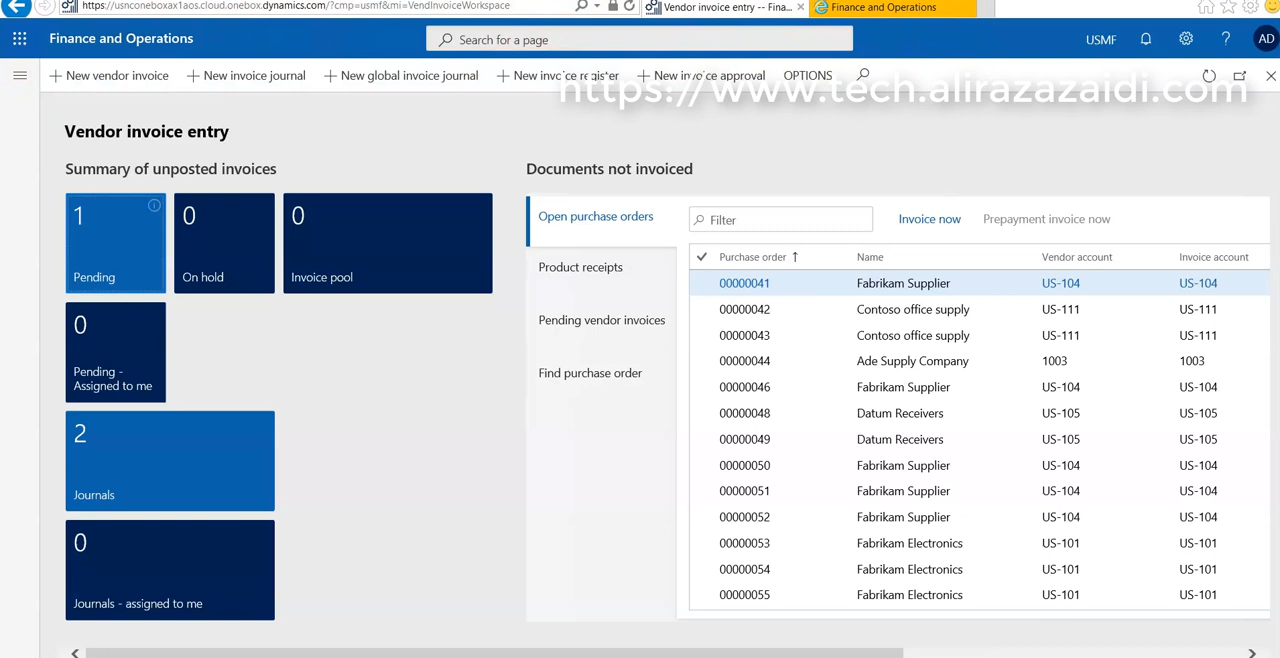 https://usnconeboxax1aos.cloud.onebox.dynamics.com/?cmp=usmf&mi=VendInvoiceWorkspace
Vendor invoice entry -- Fina...
Finance and Operations
Finance and Operations
Search for a page
USMF
AD
New vendor invoice
New invoice journal
New global invoice journal
New invoice register
New invoice approval
OPTIONS
https://www.tech.alirazazaidi.com
Vendor invoice entry
Summary of unposted invoices
1
Pending
0
On hold
0
Invoice pool
0
Pending -
Assigned to me
2
Journals
0
Journals - assigned to me
Documents not invoiced
Open purchase orders
Product receipts
Pending vendor invoices
Find purchase order
Filter
Invoice now
Prepayment invoice now
Purchase order ↑ Name Vendor account Invoice account
00000041 Fabrikam Supplier US-104 US-104
00000042 Contoso office supply US-111 US-111
00000043 Contoso office supply US-111 US-111
00000044 Ade Supply Company 1003 1003
00000046 Fabrikam Supplier US-104 US-104
00000048 Datum Receivers US-105 US-105
00000049 Datum Receivers US-105 US-105
00000050 Fabrikam Supplier US-104 US-104
00000051 Fabrikam Supplier US-104 US-104
00000052 Fabrikam Supplier US-104 US-104
00000053 Fabrikam Electronics US-101 US-101
00000054 Fabrikam Electronics US-101 US-101
00000055 Fabrikam Electronics US-101 US-101